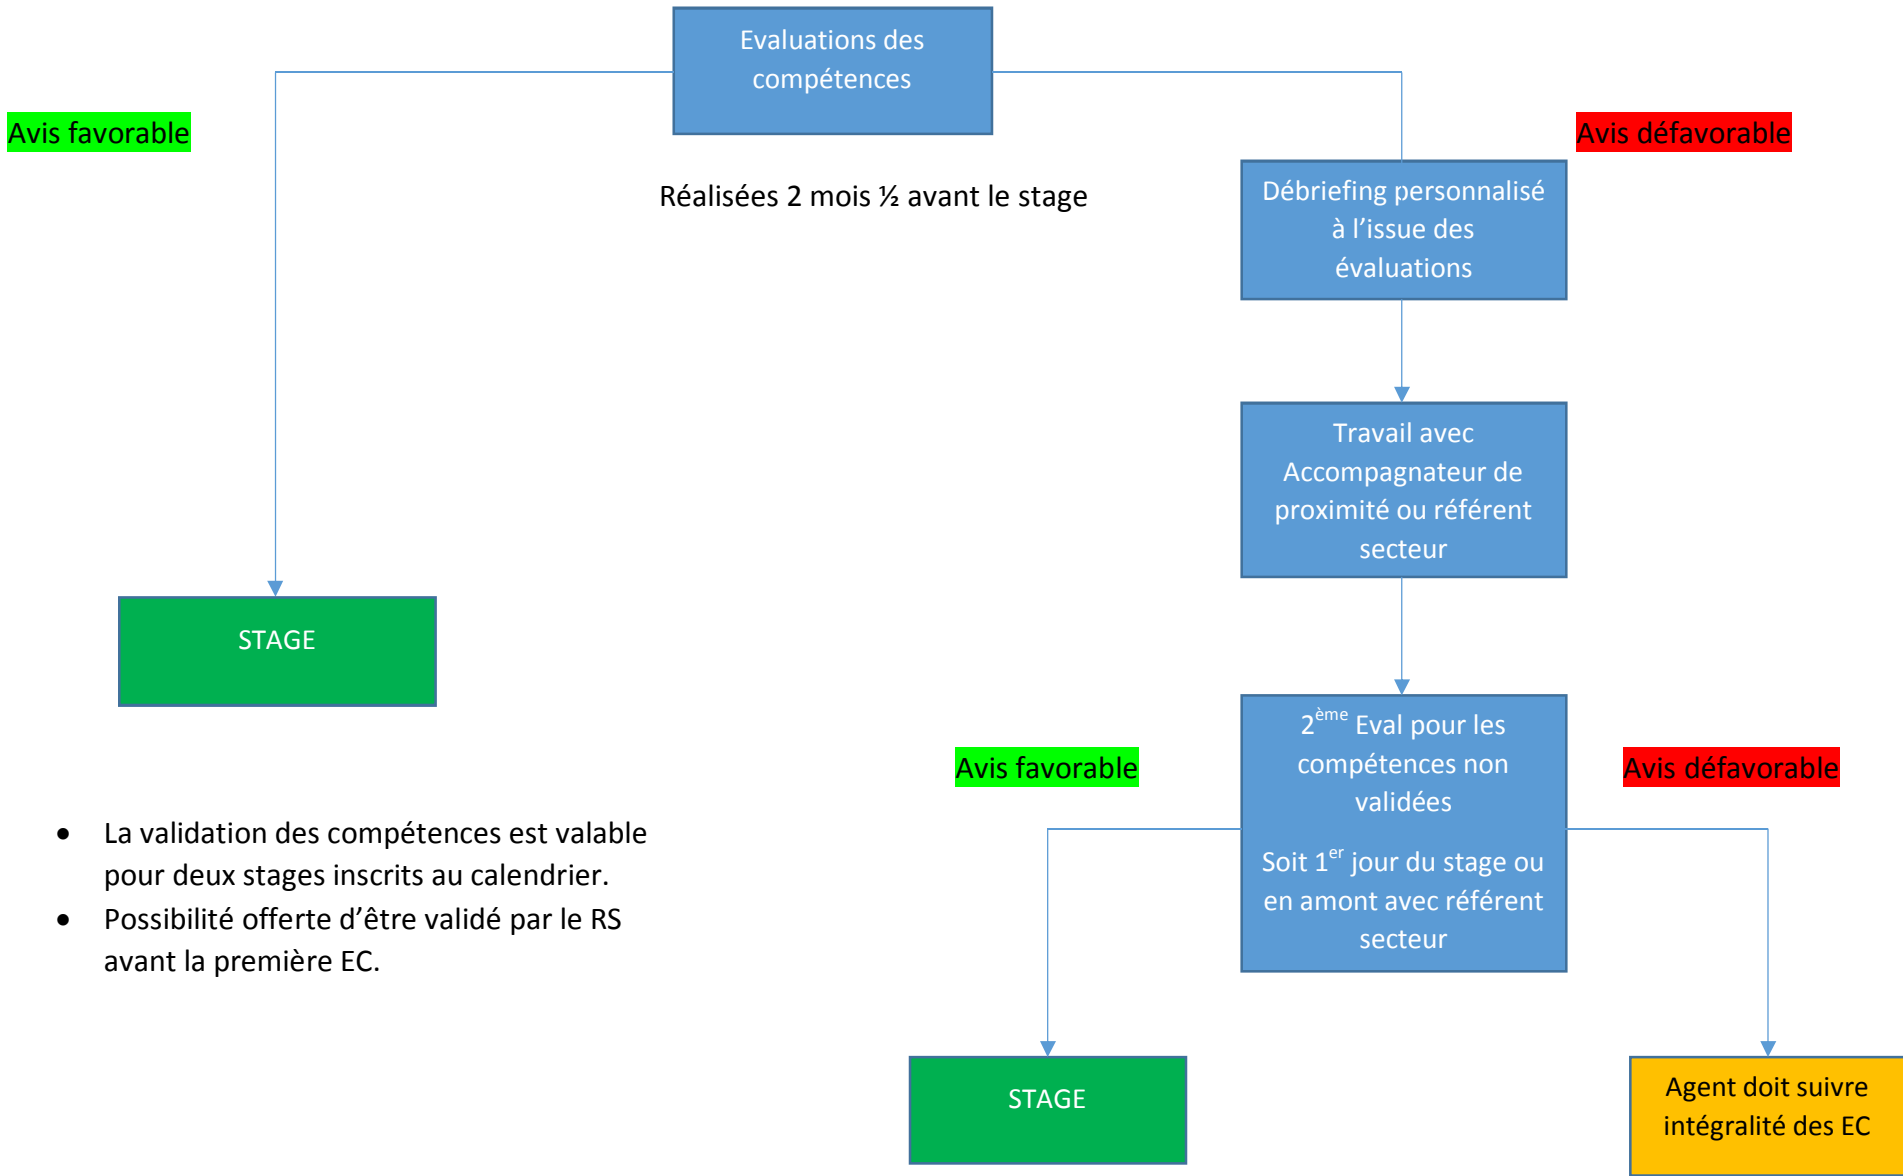 Evaluations des
compétences
Avis favorable
Avis défavorable
Réalisées 2 mois ½ avant le stage
Débriefing personnalisé
à l’issue des
évaluations
Travail avec
Accompagnateur de
proximité ou référent
secteur
STAGE
2ème Eval pour les
compétences non
validées
Soit 1er jour du stage ou
en amont avec référent
secteur
Avis favorable
Avis défavorable
• La validation des compétences est valable
pour deux stages inscrits au calendrier.
• Possibilité offerte d’être validé par le RS
avant la première EC.
STAGE
Agent doit suivre
intégralité des EC